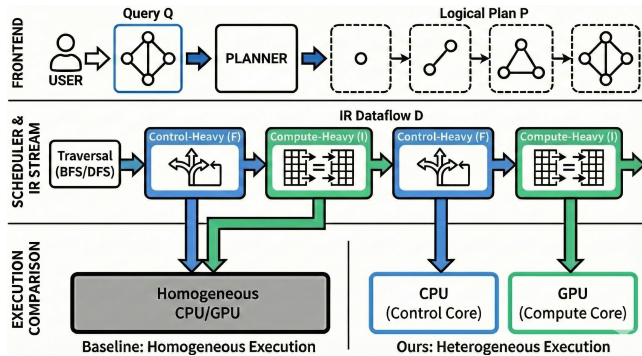 FRONTEND
Query Q
Logical Plan P
USER
PLANNER
SCHEDULER &
IR STREAM
IR Dataflow D
Traversal
(BFS/DFS)
Control-Heavy (F)
Compute-Heavy (I)
Control-Heavy (F)
Compute-Heavy (I)
EXECUTION
COMPARISON
Homogeneous
CPU/GPU
CPU
(Control Core)
GPU
(Compute Core)
Baseline: Homogeneous Execution
Ours: Heterogeneous Execution